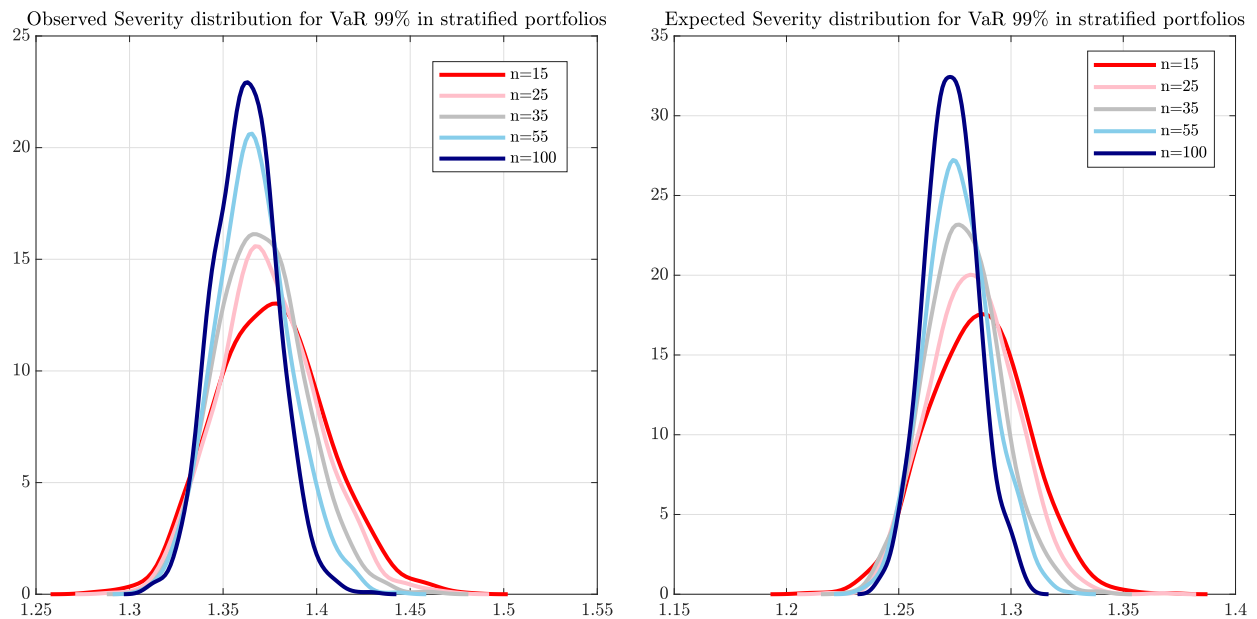 Observed Severity distribution for VaR 99% in stratified portfolios
25
20
15
10
5
0
1.25 1.3 1.35 1.4 1.45 1.5 1.55
n=15
n=25
n=35
n=55
n=100
Expected Severity distribution for VaR 99% in stratified portfolios
35
30
25
20
15
10
5
0
1.15 1.2 1.25 1.3 1.35 1.4
n=15
n=25
n=35
n=55
n=100